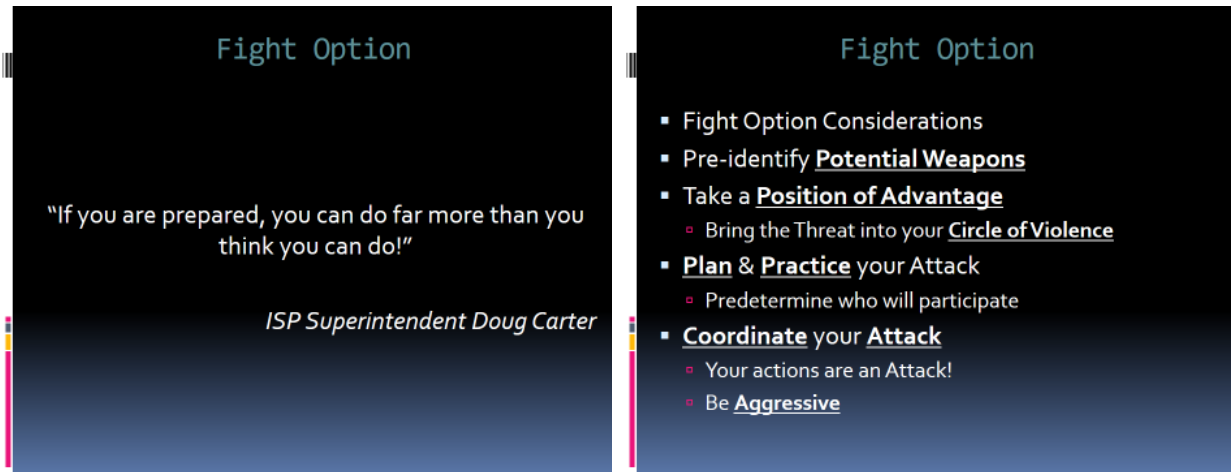 Fight Option
“If you are prepared, you can do far more than you
think you can do!”
ISP Superintendent Doug Carter
Fight Option
Fight Option Considerations
Pre-identify Potential Weapons
Take a Position of Advantage
Bring the Threat into your Circle of Violence
Plan & Practice your Attack
Predetermine who will participate
Coordinate your Attack
Your actions are an Attack!
Be Aggressive